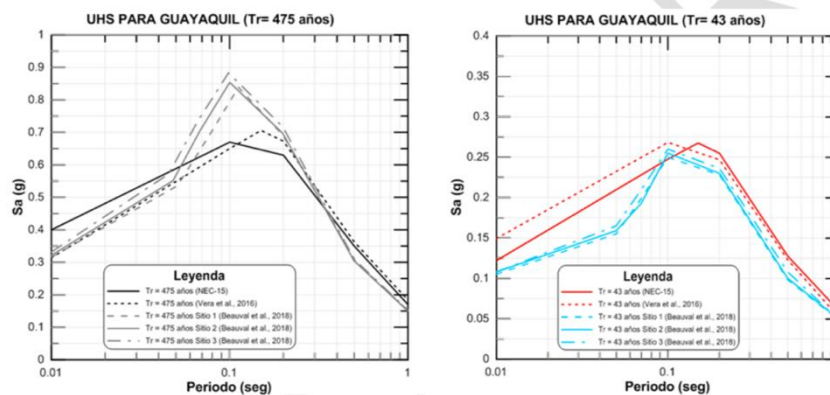 UHS PARA GUAYAQUIL (Tr= 475 años)
1
0.9
0.8
0.7
0.6
0.5
0.4
0.3
0.2
0.1
0
Sa (g)
Leyenda
Tr = 475 años (NEC-15)
Tr = 475 años (Vera et al., 2016)
Tr = 475 años Sitio 1 (Beauval et al., 2018)
Tr = 475 años Sitio 2 (Beauval et al., 2018)
Tr = 475 años Sitio 3 (Beauval et al., 2018)
0.01
0.1
1
Periodo (seg)
UHS PARA GUAYAQUIL (Tr= 43 años)
0.4
0.35
0.3
0.25
0.2
0.15
0.1
0.05
0
Sa (g)
Leyenda
Tr = 43 años (NEC-15)
Tr = 43 años (Vera et al., 2016)
Tr = 43 años Sitio 1 (Beauval et al., 2018)
Tr = 43 años Sitio 2 (Beauval et al., 2018)
Tr = 43 años Sitio 3 (Beauval et al., 2018)
0.01
0.1
Periodo (seg)